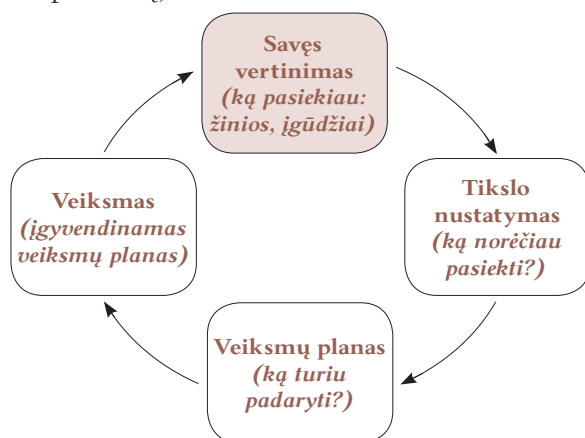 Savęs
vertinimas
(ką pasiekiau:
žinios, įgūdžiai)
Tikslo
nustatymas
(ką norėčiau
pasiekti?)
Veiksmų planas
(ką turiu
padaryti?)
Veiksmas
(įgyvendinamas
veiksmų planas)